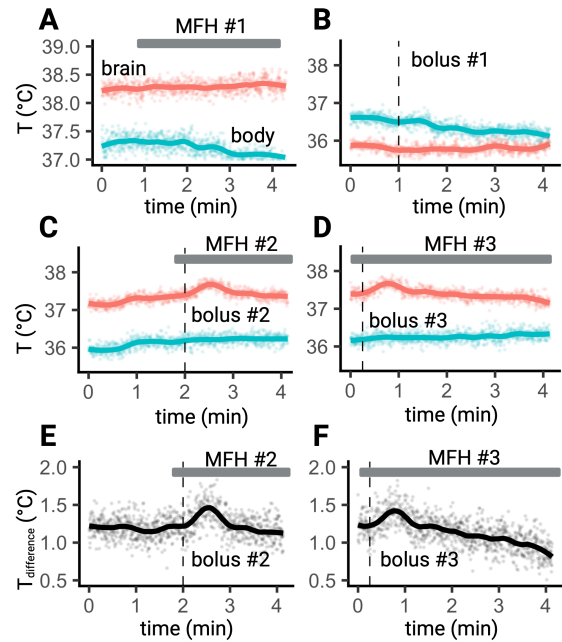 A
MFH #1
39.0
38.5
38.0
37.5
37.0
T (°C)
brain
body
0 1 2 3 4
time (min)
B
bolus #1
38
37
36
0 1 2 3 4
time (min)
C
MFH #2
38
37
36
T (°C)
bolus #2
0 1 2 3 4
time (min)
D
MFH #3
38
37
36
bolus #3
0 1 2 3 4
time (min)
E
MFH #2
2.0
1.5
1.0
0.5
Tdifference (°C)
bolus #2
0 1 2 3 4
time (min)
F
MFH #3
2.0
1.5
1.0
0.5
bolus #3
0 1 2 3 4
time (min)